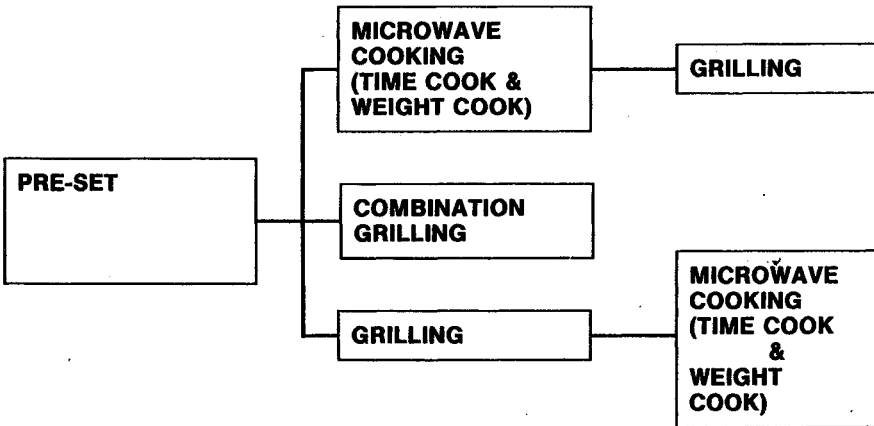 MICROWAVE
COOKING
(TIME COOK &
WEIGHT COOK)
GRILLING
PRE-SET
COMBINATION
GRILLING
GRILLING
MICROWAVE
COOKING
(TIME COOK
&
WEIGHT
COOK)